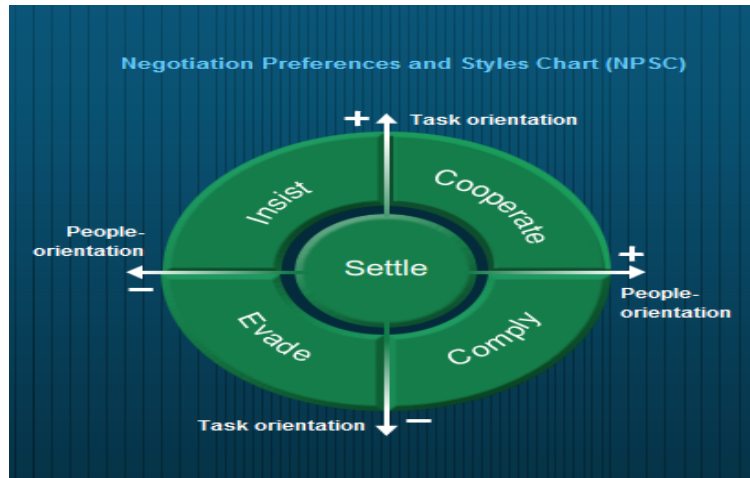 Negotiation Preferences and Styles Chart (NPSC)
+
Task orientation
Insist
Cooperate
People-
orientation
−
Settle
+
People-
orientation
Evade
Comply
Task orientation
−